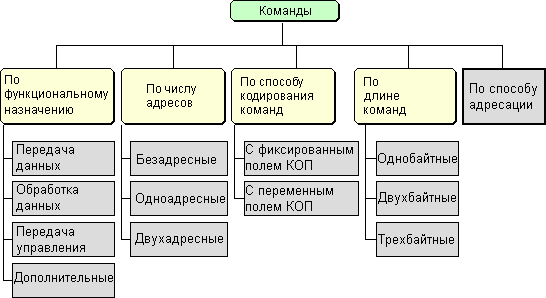 Команды
По
функциональному
назначению
По числу
адресов
По способу
кодирования
команд
По
длине
команд
По способу
адресации
Передача
данных
Обработка
данных
Передача
управления
Дополнительные
Безадресные
Одноадресные
Двухадресные
С фиксированным
полем КОП
С переменным
полем КОП
Однобайтные
Двухбайтные
Трехбайтные